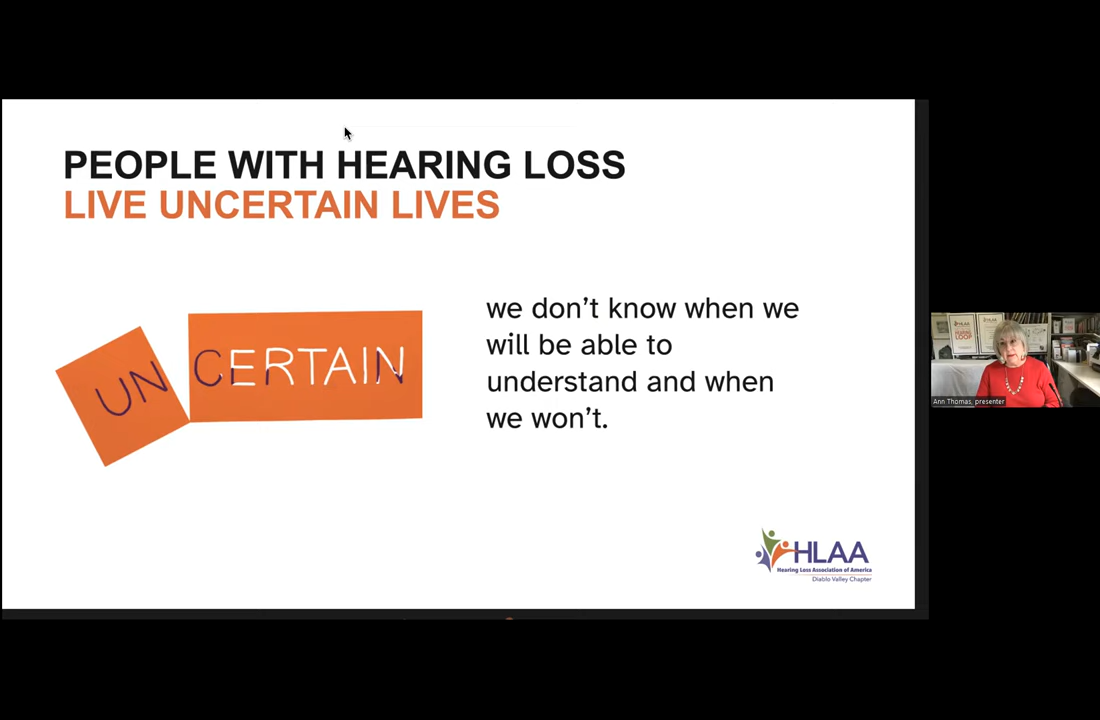 PEOPLE WITH HEARING LOSS
LIVE UNCERTAIN LIVES
UN CERTAIN
we don’t know when we
will be able to
understand and when
we won’t.
HLAA
Hearing Loss Association of America
Diablo Valley Chapter
LOOP
Ann Thomas, presenter